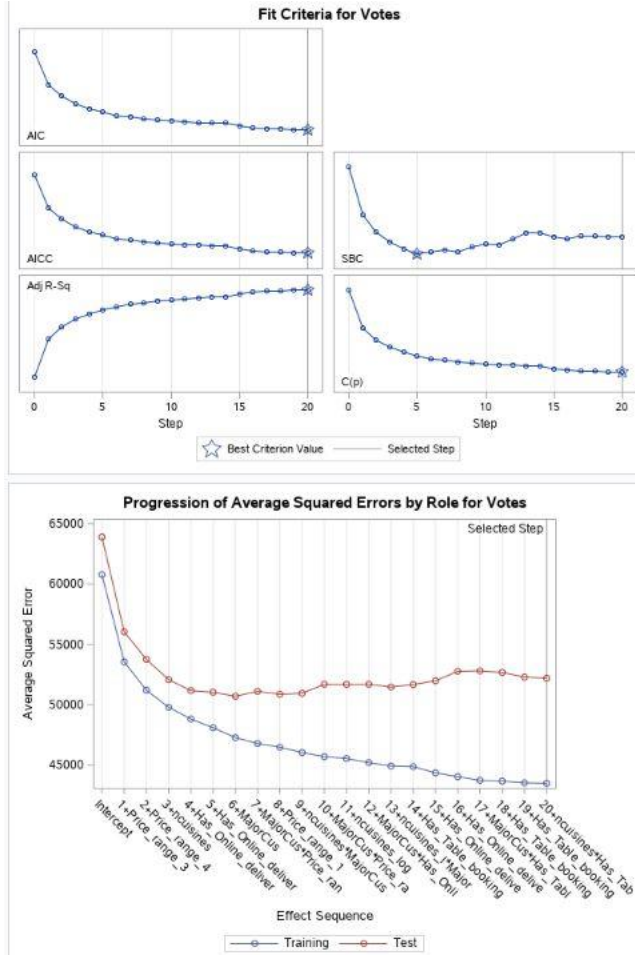 Fit Criteria for Votes
AIC
AICC
SBC
Adj R-Sq
C(p)
0 5 10 15 20
0 5 10 15 20
Step
Step
Best Criterion Value
Selected Step
Progression of Average Squared Errors by Role for Votes
Selected Step
65000
60000
55000
50000
45000
Average Squared Error
Intercept
1+Price_range_3
2+Price_range_4
3+ncuisines
4+Has_Online_deliver
5+Has_Online_deliver
6+MajorCus
7+MajorCus*Price_ran
8+Price_range_1
9+ncuisines*MajorCus
10+MajorCus*Price_ra
11+ncuisines_log
12+MajorCus*Has_Onli
13+ncuisines_l*Major
14+Has_Table_booking
15+Has_Online_delive
16+Has_Online_delive
17+MajorCus*Has_Tabl
18+Has_Table_booking
19+Has_Table_booking
20+ncuisines*Has_Tab
Effect Sequence
Training
Test